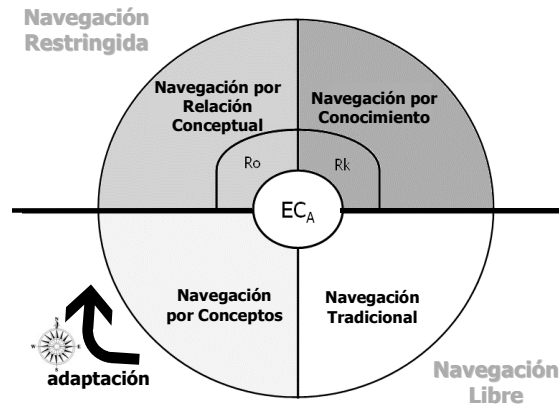 Navegación
Restringida
Navegación por
Relación
Conceptual
Navegación por
Conocimiento
Ro
Rk
ECA
Navegación
por Conceptos
Navegación
Tradicional
N
W
E
S
adaptación
Navegación
Libre